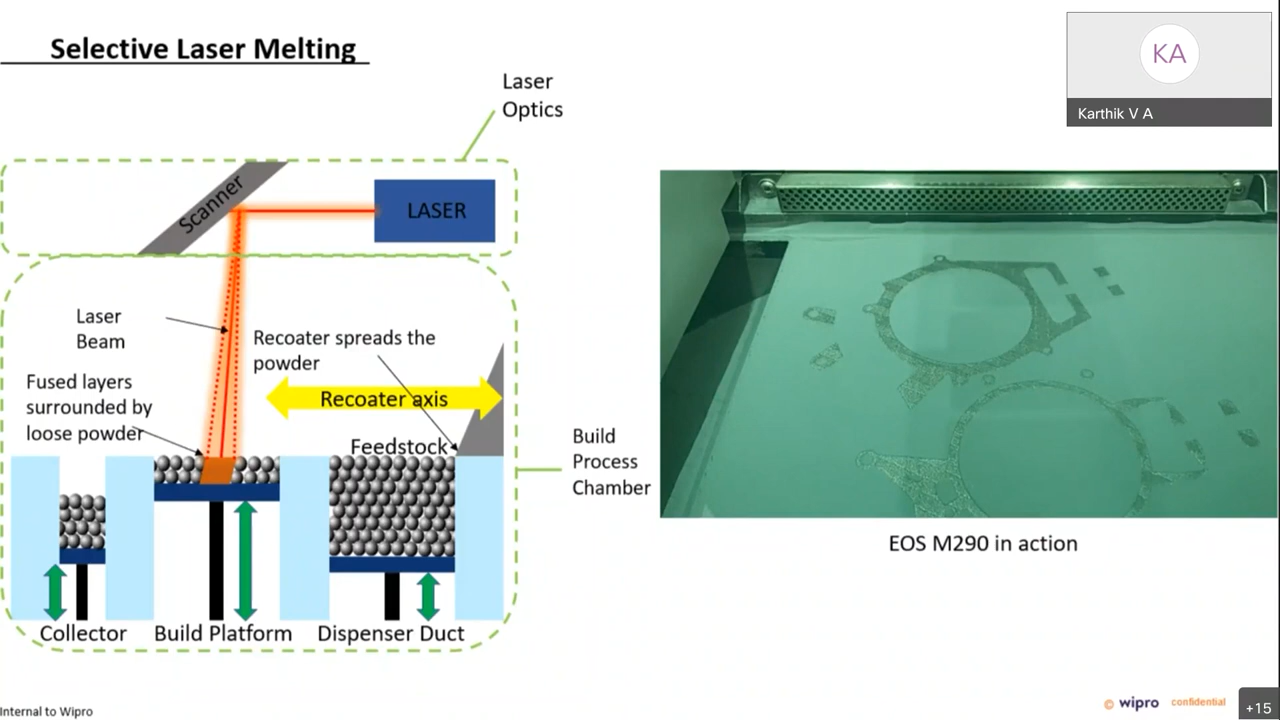 Selective Laser Melting
Laser
Optics
KA
Karthik V A
Scanner
LASER
Laser
Beam
Recoater spreads the
powder
Fused layers
surrounded by
loose powder
Recoater axis
Feedstock
Build
Process
Chamber
Collector
Build Platform
Dispenser Duct
EOS M290 in action
Internal to Wipro
© wipro confidential
+15